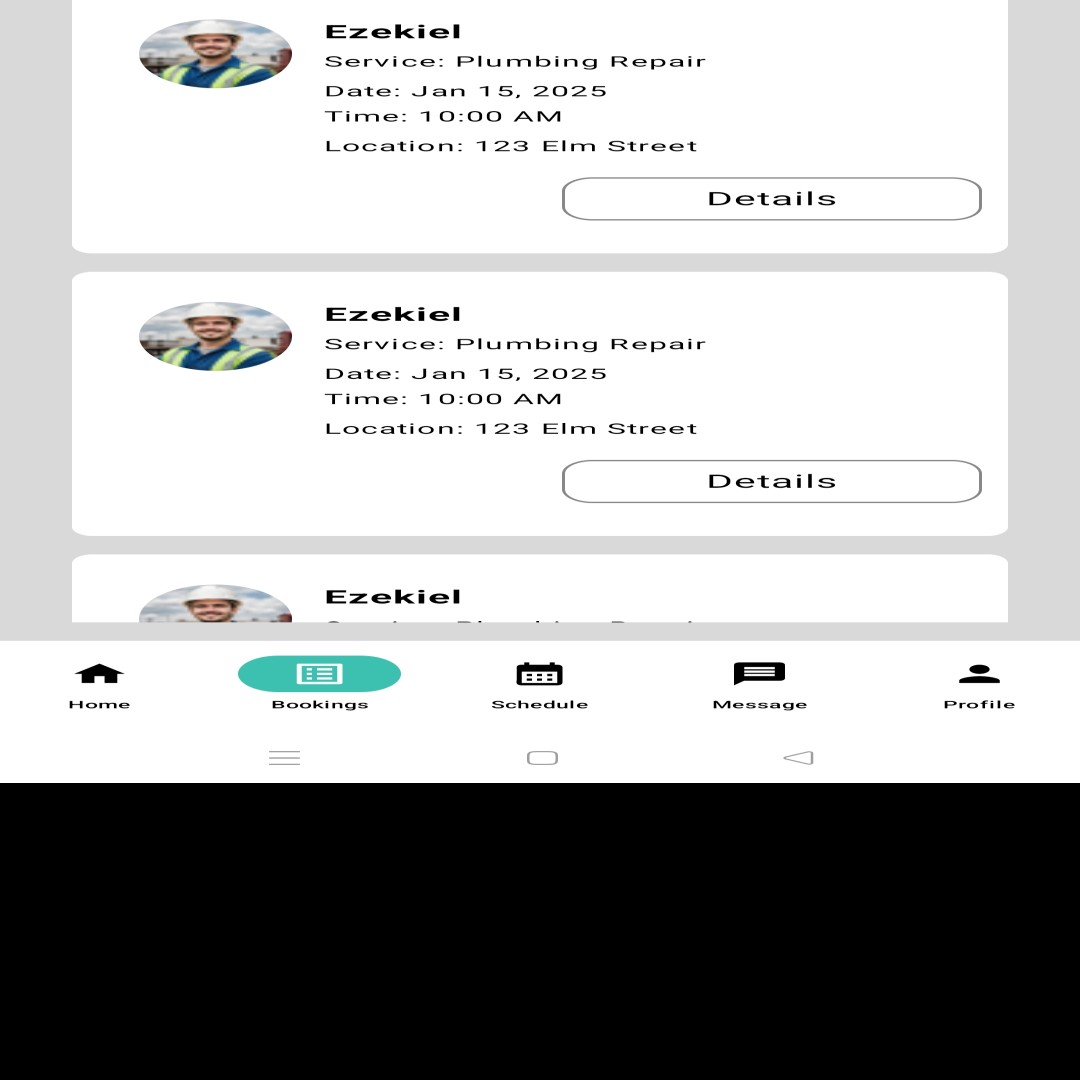 Ezekiel
Service: Plumbing Repair
Date: Jan 15, 2025
Time: 10:00 AM
Location: 123 Elm Street
Details
Ezekiel
Service: Plumbing Repair
Date: Jan 15, 2025
Time: 10:00 AM
Location: 123 Elm Street
Details
Ezekiel
Home
Bookings
Schedule
Message
Profile